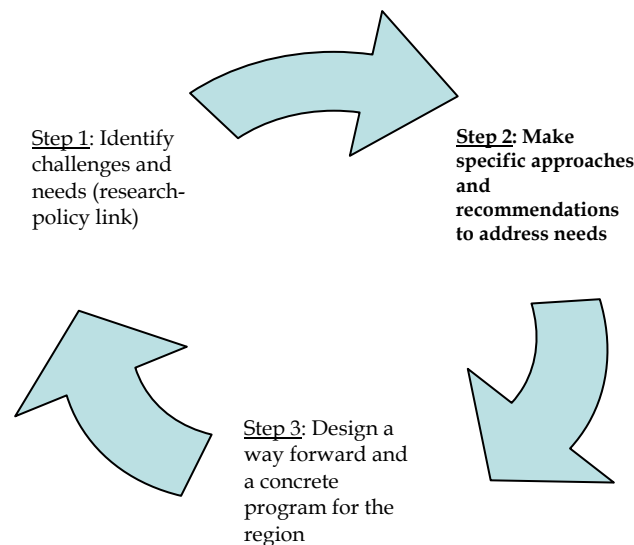 Step 1: Identify
challenges and
needs (research-
policy link)
Step 2: Make
specific approaches
and
recommendations
to address needs
Step 3: Design a
way forward and
a concrete
program for the
region